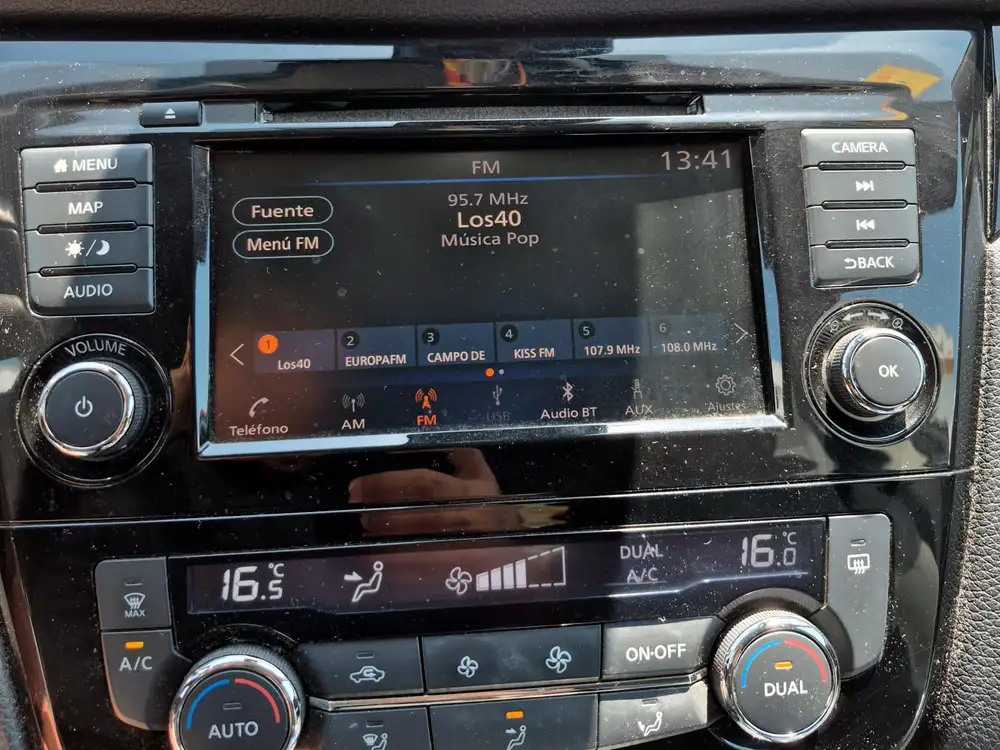 MENU
MAP
AUDIO
VOLUME
FM
13:41
Fuente
Menú FM
95.7 MHz
Los40
Música Pop
1
Los40
2
EUROPAFM
3
CAMPO DE
4
KISS FM
5
107.9 MHz
6
108.0 MHz
Teléfono
AM
FM
USB
Audio BT
AUX
Ajustes
CAMERA
BACK
OK
16.5 °C
DUAL
A/C
16.0 °C
MAX
A/C
AUTO
ON·OFF
DUAL